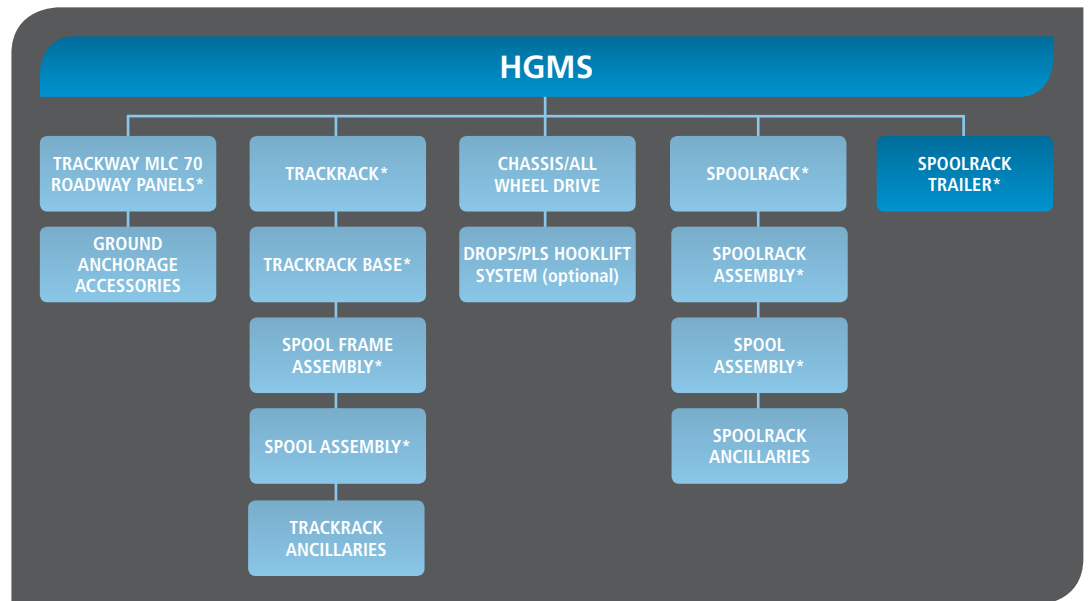 HGMS
TRACKWAY MLC 70
ROADWAY PANELS*
GROUND
ANCHORAGE
ACCESSORIES
TRACKRACK*
TRACKRACK BASE*
SPOOL FRAME
ASSEMBLY*
SPOOL ASSEMBLY*
TRACKRACK
ANCILLARIES
CHASSIS/ALL
WHEEL DRIVE
DROPS/PLS HOOKLIFT
SYSTEM (optional)
SPOOLRACK*
SPOOLRACK
ASSEMBLY*
SPOOL
ASSEMBLY*
SPOOLRACK
ANCILLARIES
SPOOLRACK
TRAILER*